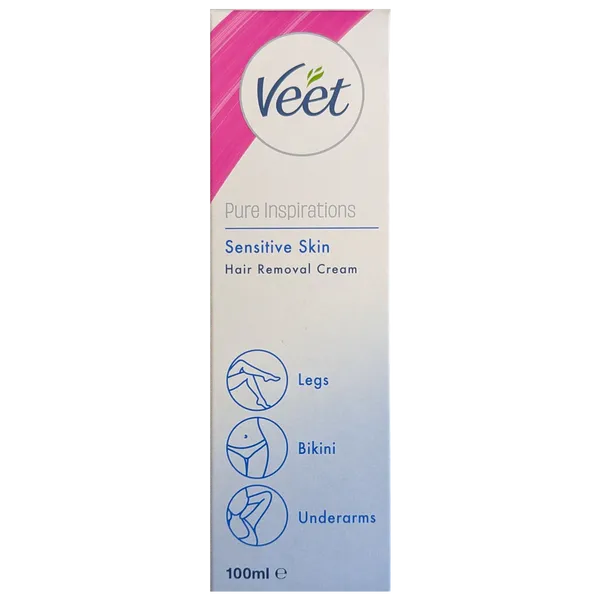 Veet
Pure Inspirations
Sensitive Skin
Hair Removal Cream
Legs
Bikini
Underarms
100ml ℮